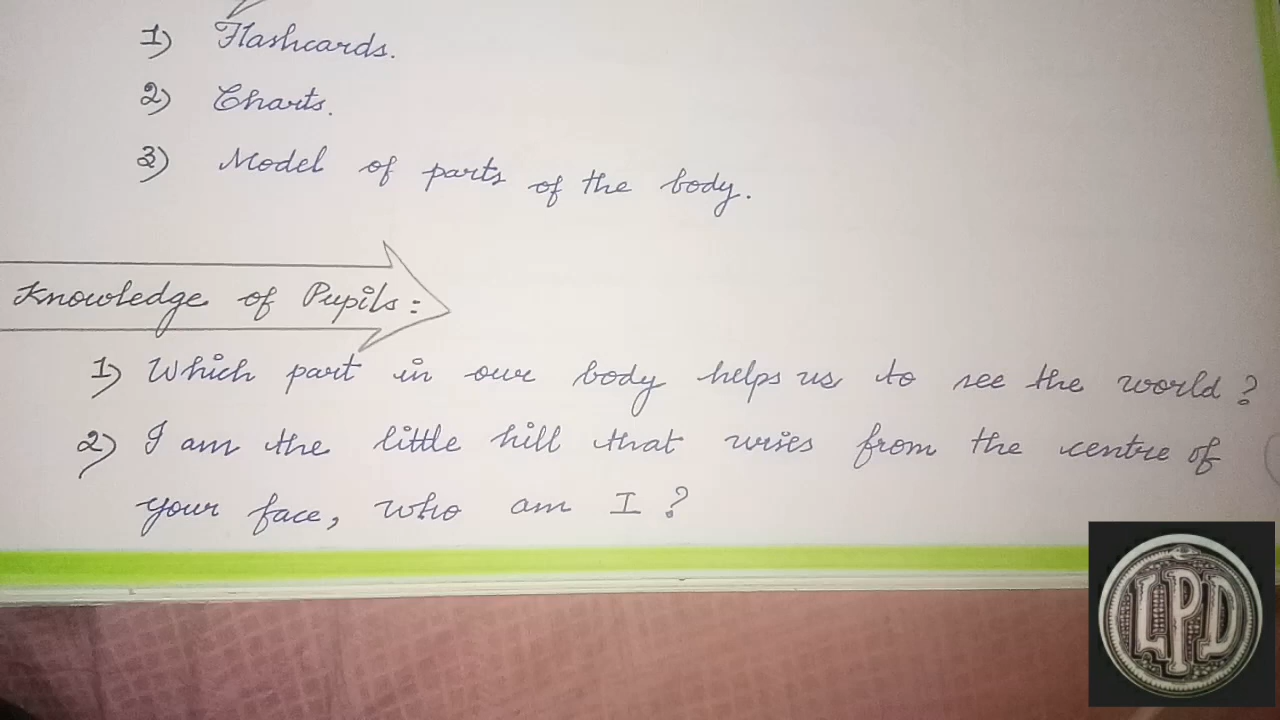 1) Flashcards.
2) Charts.
3) Model of parts of the body.
Knowledge of Pupils:
1) Which part in our body helps us to see the world?
2) I am the little hill that wries from the centre of
your face, who am I?
LPD